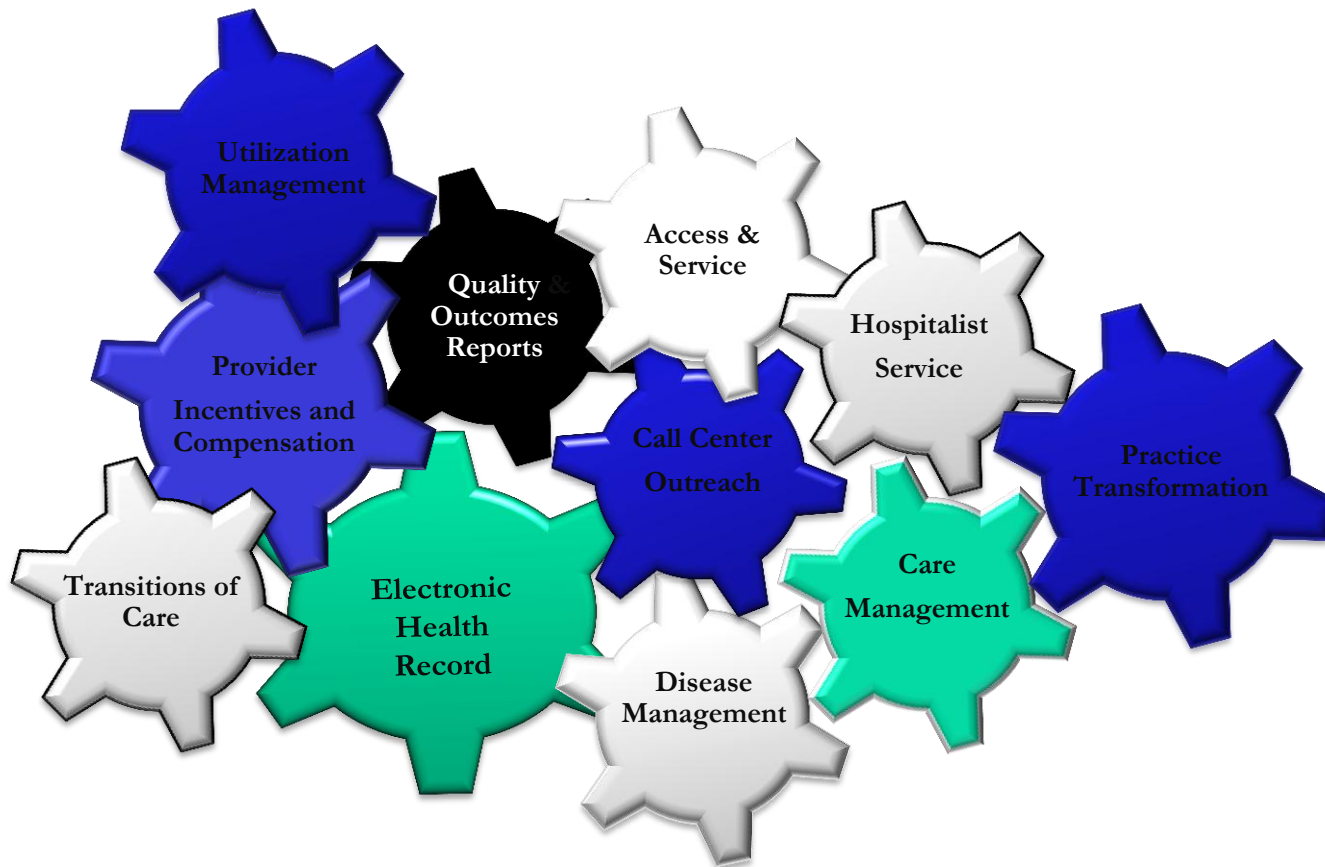 Utilization
Management
Quality &
Outcomes
Reports
Access &
Service
Hospitalist
Service
Provider
Incentives and
Compensation
Call Center
Outreach
Practice
Transformation
Transitions of
Care
Electronic
Health
Record
Care
Management
Disease
Management